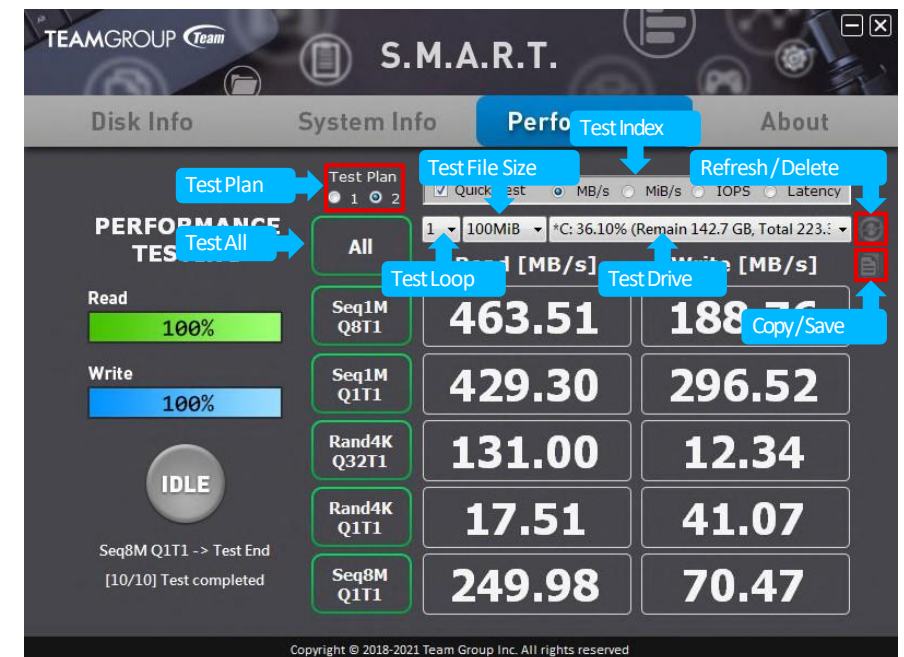 TEAMGROUP Team
S.M.A.R.T.
Disk Info System Info Perfo About
Test Index
Test Plan
Test Plan
1 2
Test File Size
Refresh / Delete
Quick est MB/s MiB/s IOPS Latency
PERFORMANCE
Test All
All
1 100MiB *C: 36.10% (Remain 142.7 GB, Total 223.
Test Loop
[MB/s]
Test Drive
[MB/s]
Copy / Save
Read
100%
Seq1M
Q8T1
463.51
Write
100%
Seq1M
Q1T1
429.30 296.52
Rand4K
Q32T1
131.00 12.34
IDLE
Rand4K
Q1T1
17.51 41.07
Seq8M Q1T1 -> Test End
[10/10] Test completed
Seq8M
Q1T1
249.98 70.47
Copyright © 2018-2021 Team Group Inc. All rights reserved